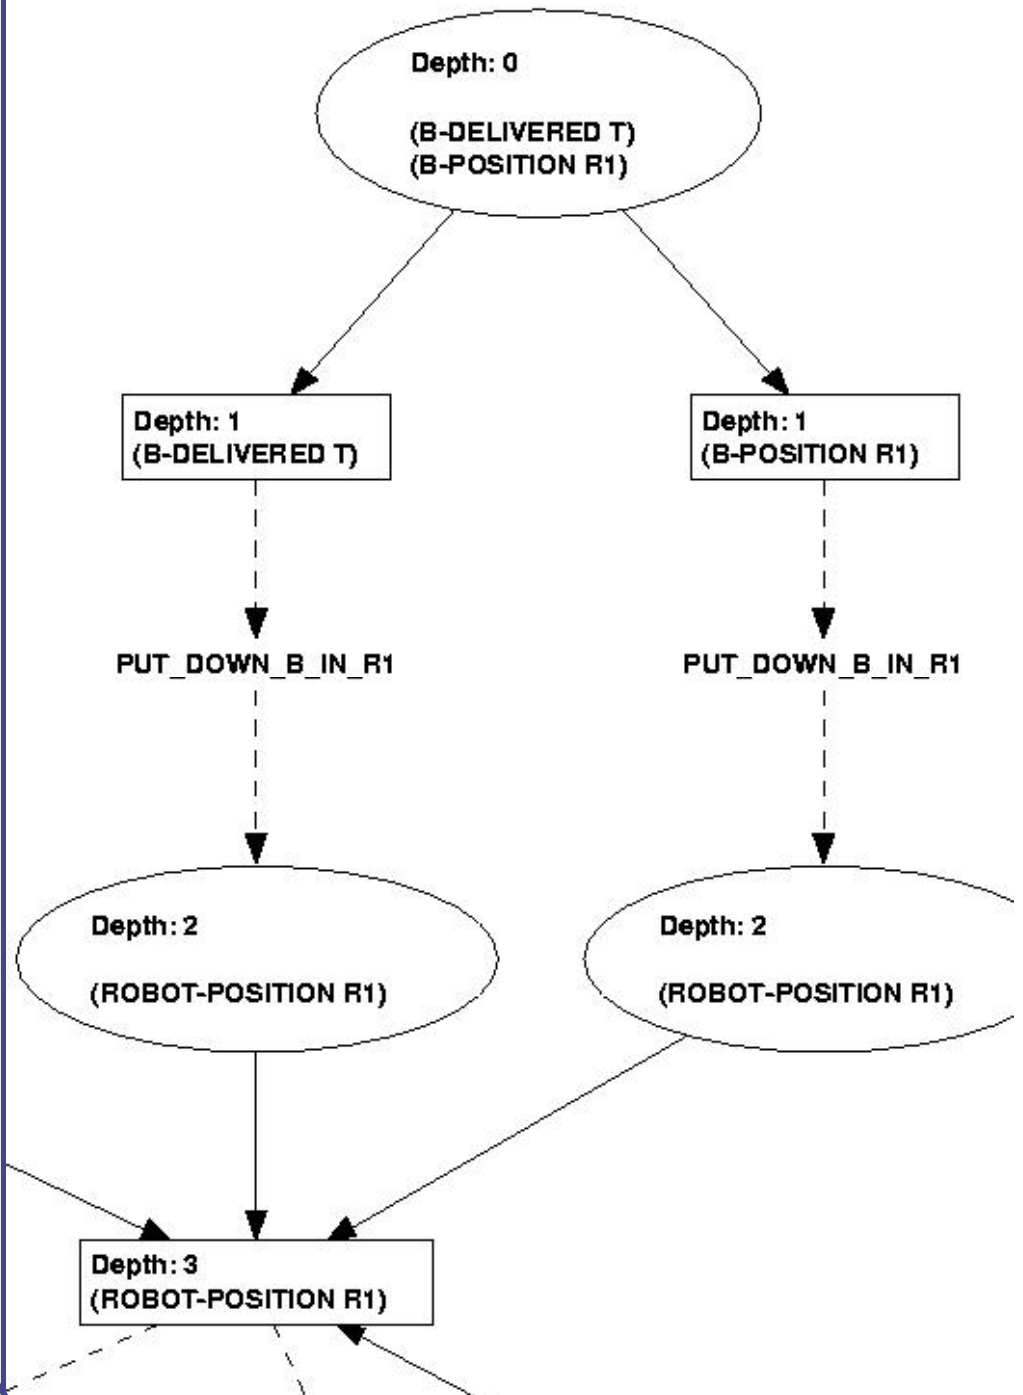 Depth: 0
(B-DELIVERED T)
(B-POSITION R1)
Depth: 1
(B-DELIVERED T)
Depth: 1
(B-POSITION R1)
PUT_DOWN_B_IN_R1
PUT_DOWN_B_IN_R1
Depth: 2
(ROBOT-POSITION R1)
Depth: 2
(ROBOT-POSITION R1)
Depth: 3
(ROBOT-POSITION R1)